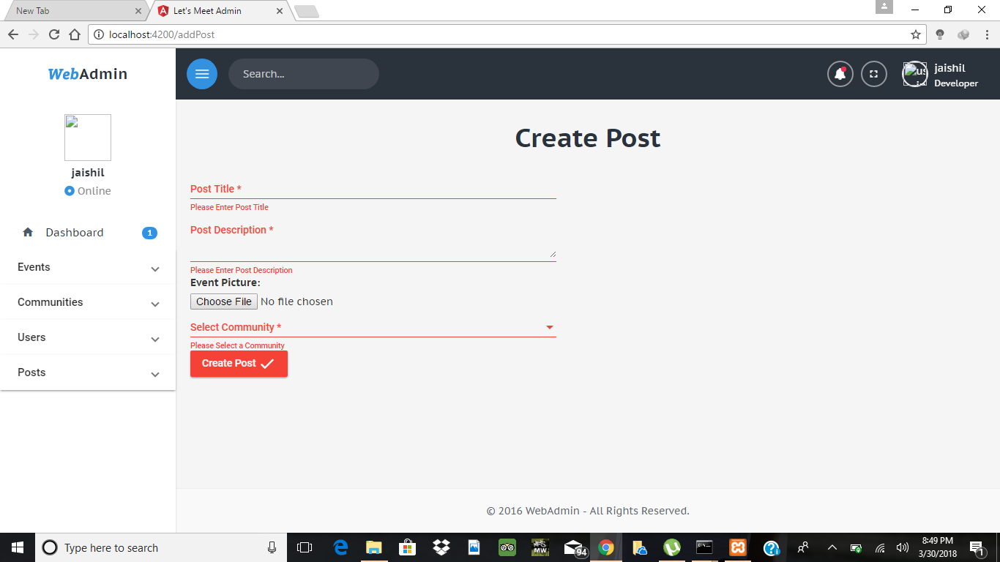 New Tab
Let's Meet Admin
localhost:4200/addPost
WebAdmin
Search...
us
jaishil
Developer
jaishil
Online
Dashboard
1
Events
Communities
Users
Posts
Create Post
Post Title *
Please Enter Post Title
Post Description *
Please Enter Post Description
Event Picture:
Choose File No file chosen
Select Community *
Please Select a Community
Create Post
© 2016 WebAdmin - All Rights Reserved.
Type here to search
MW
94
8:49 PM
3/30/2018
1